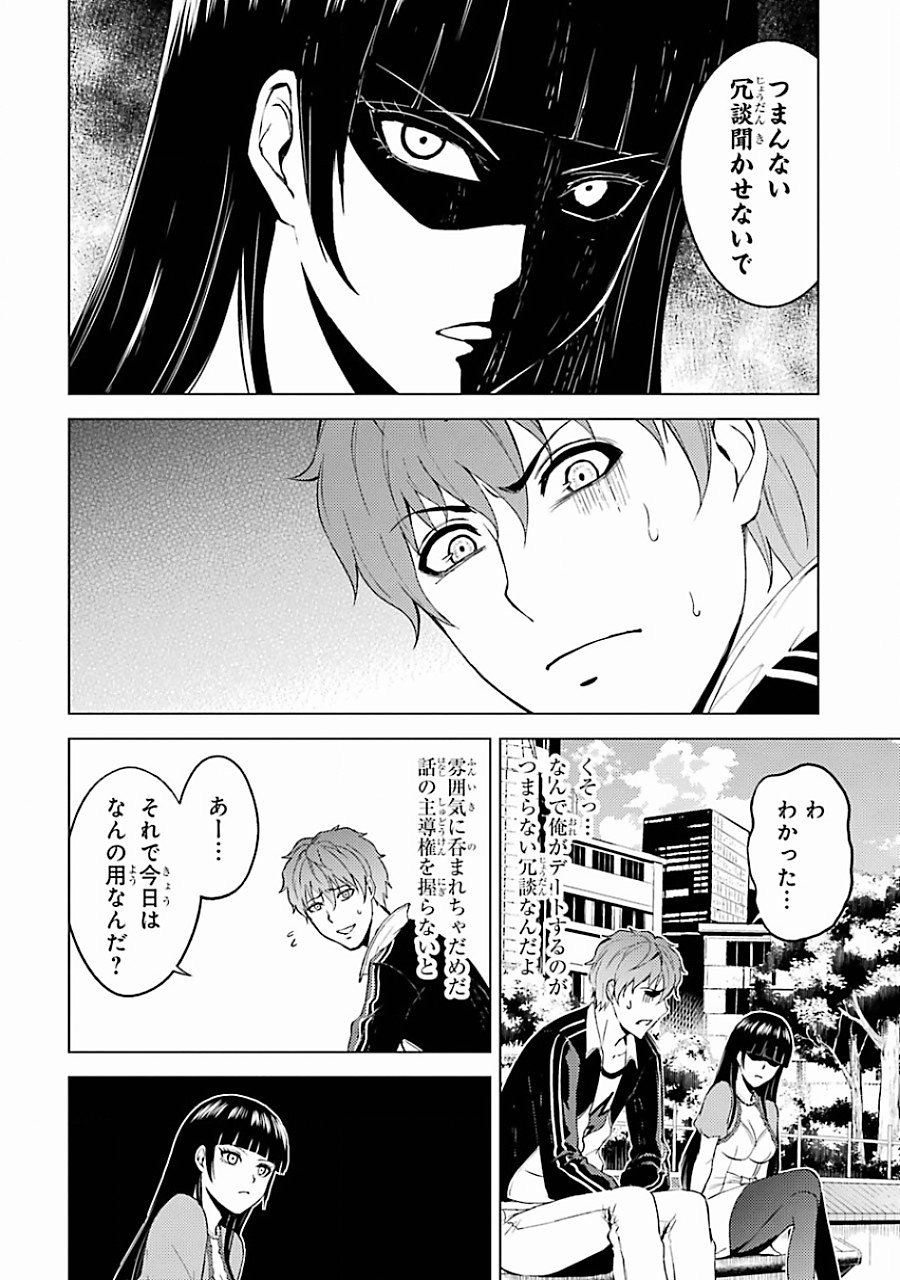 つまんない
冗談聞かせないで
わ
わかった…
くそっ…
なんで俺がデートするのが
つまらない冗談なんだよ
雰囲気に呑まれちゃだめだ
話の主導権を握らないと
あー…
それで今日は
なんの用なんだ？